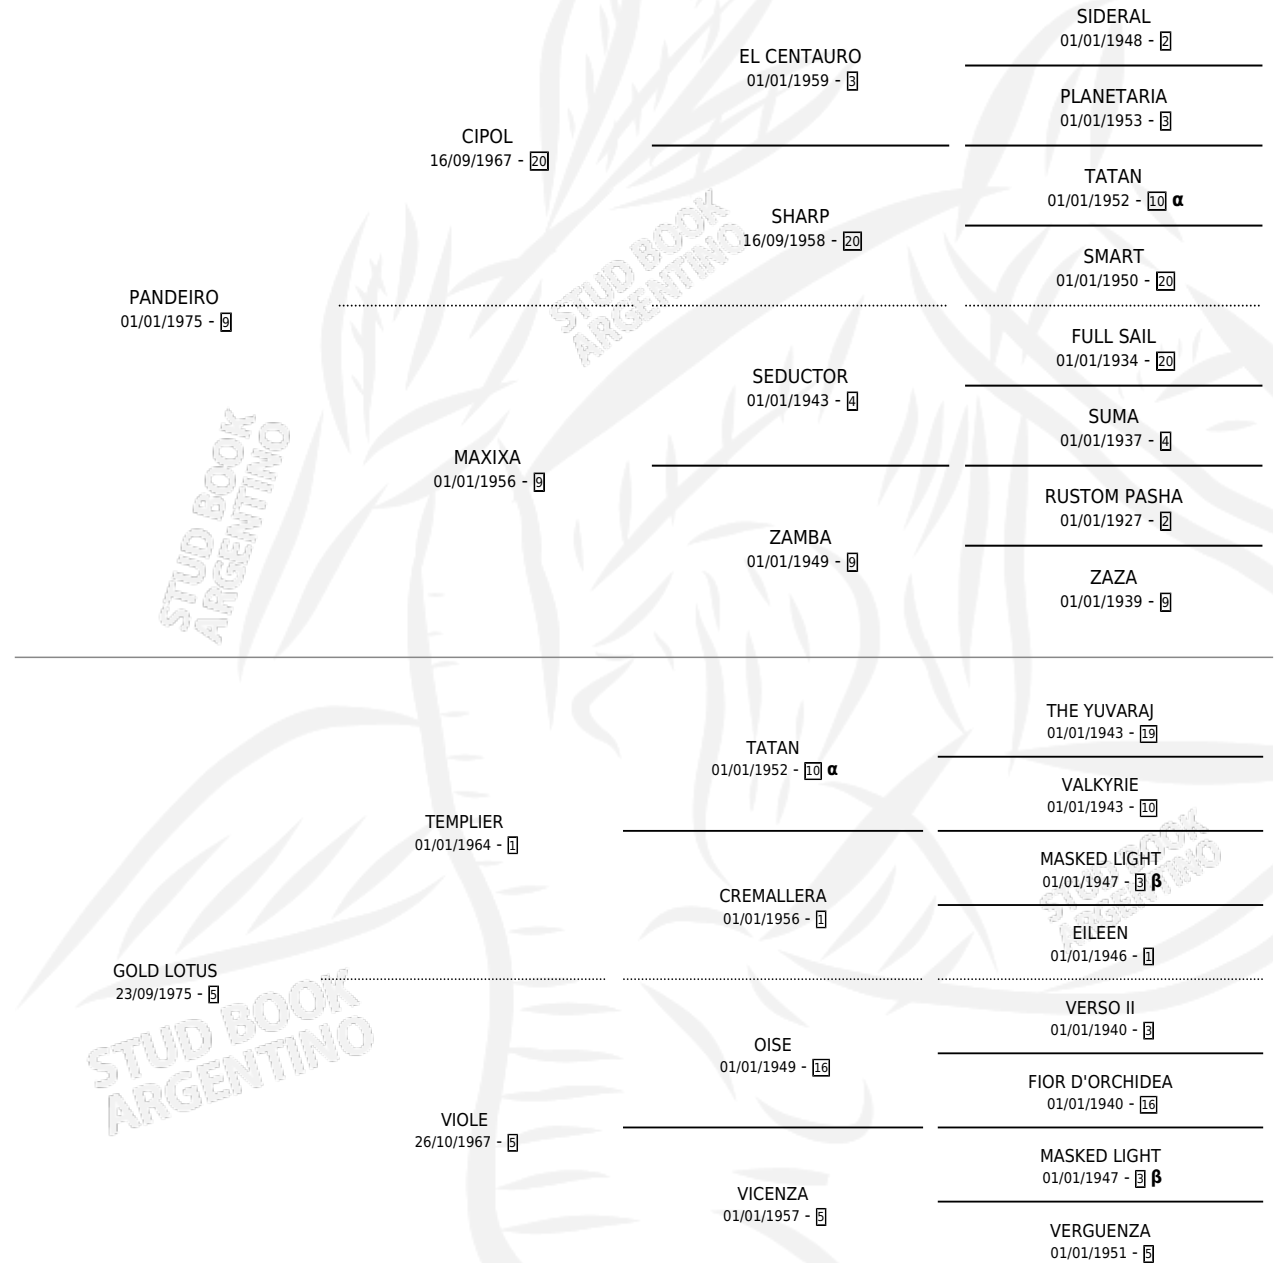 SIDERAL
01/01/1948 - 2
EL CENTAURO
01/01/1959 - 3
PLANETARIA
01/01/1953 - 3
CIPOL
16/09/1967 - 20
TATAN
01/01/1952 - 10 α
SHARP
16/09/1958 - 20
SMART
01/01/1950 - 20
PANDEIRO
01/01/1975 - 9
FULL SAIL
01/01/1934 - 20
SEDUCTOR
01/01/1943 - 4
SUMA
01/01/1937 - 4
MAXIXA
01/01/1956 - 9
RUSTOM PASHA
01/01/1927 - 2
ZAMBA
01/01/1949 - 9
ZAZA
01/01/1939 - 9
THE YUVARAJ
01/01/1943 - 19
TATAN
01/01/1952 - 10 α
VALKYRIE
01/01/1943 - 10
TEMPLIER
01/01/1964 - 1
MASKED LIGHT
01/01/1947 - 3 β
CREMALLERA
01/01/1956 - 1
EILEEN
01/01/1946 - 1
GOLD LOTUS
23/09/1975 - 5
VERSO II
01/01/1940 - 3
OISE
01/01/1949 - 16
FIOR D'ORCHIDEA
01/01/1940 - 16
VIOLE
26/10/1967 - 5
MASKED LIGHT
01/01/1947 - 3 β
VICENZA
01/01/1957 - 5
VERGUENZA
01/01/1951 - 5
STUD BOOK
ARGENTINO
STUD BOOK
ARGENTINO
STUD BOOK
ARGENTINO
STUD BOOK
ARGENTINO